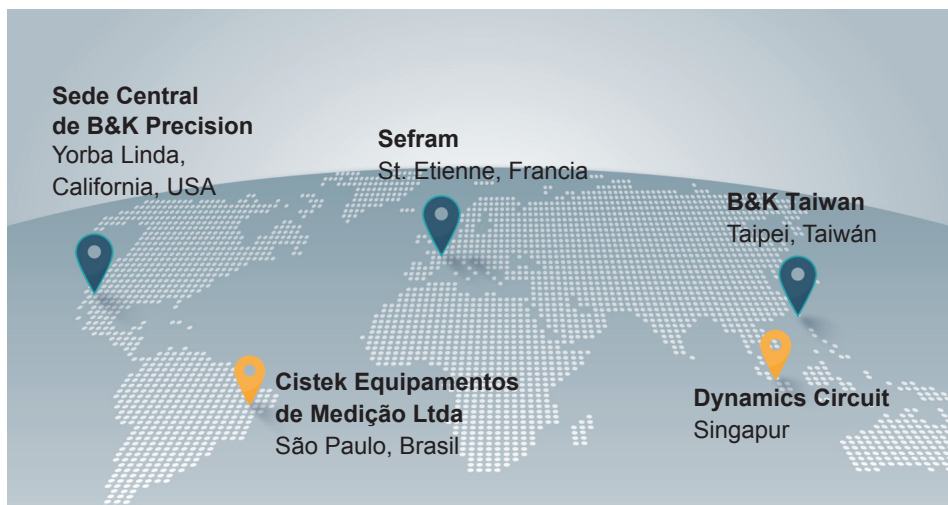 Sede Central
de B&K Precision
Yorba Linda,
California, USA
Sefram
St. Etienne, Francia
B&K Taiwan
Taipei, Taiwán
Cistek Equipamentos
de Medição Ltda
São Paulo, Brasil
Dynamics Circuit
Singapur